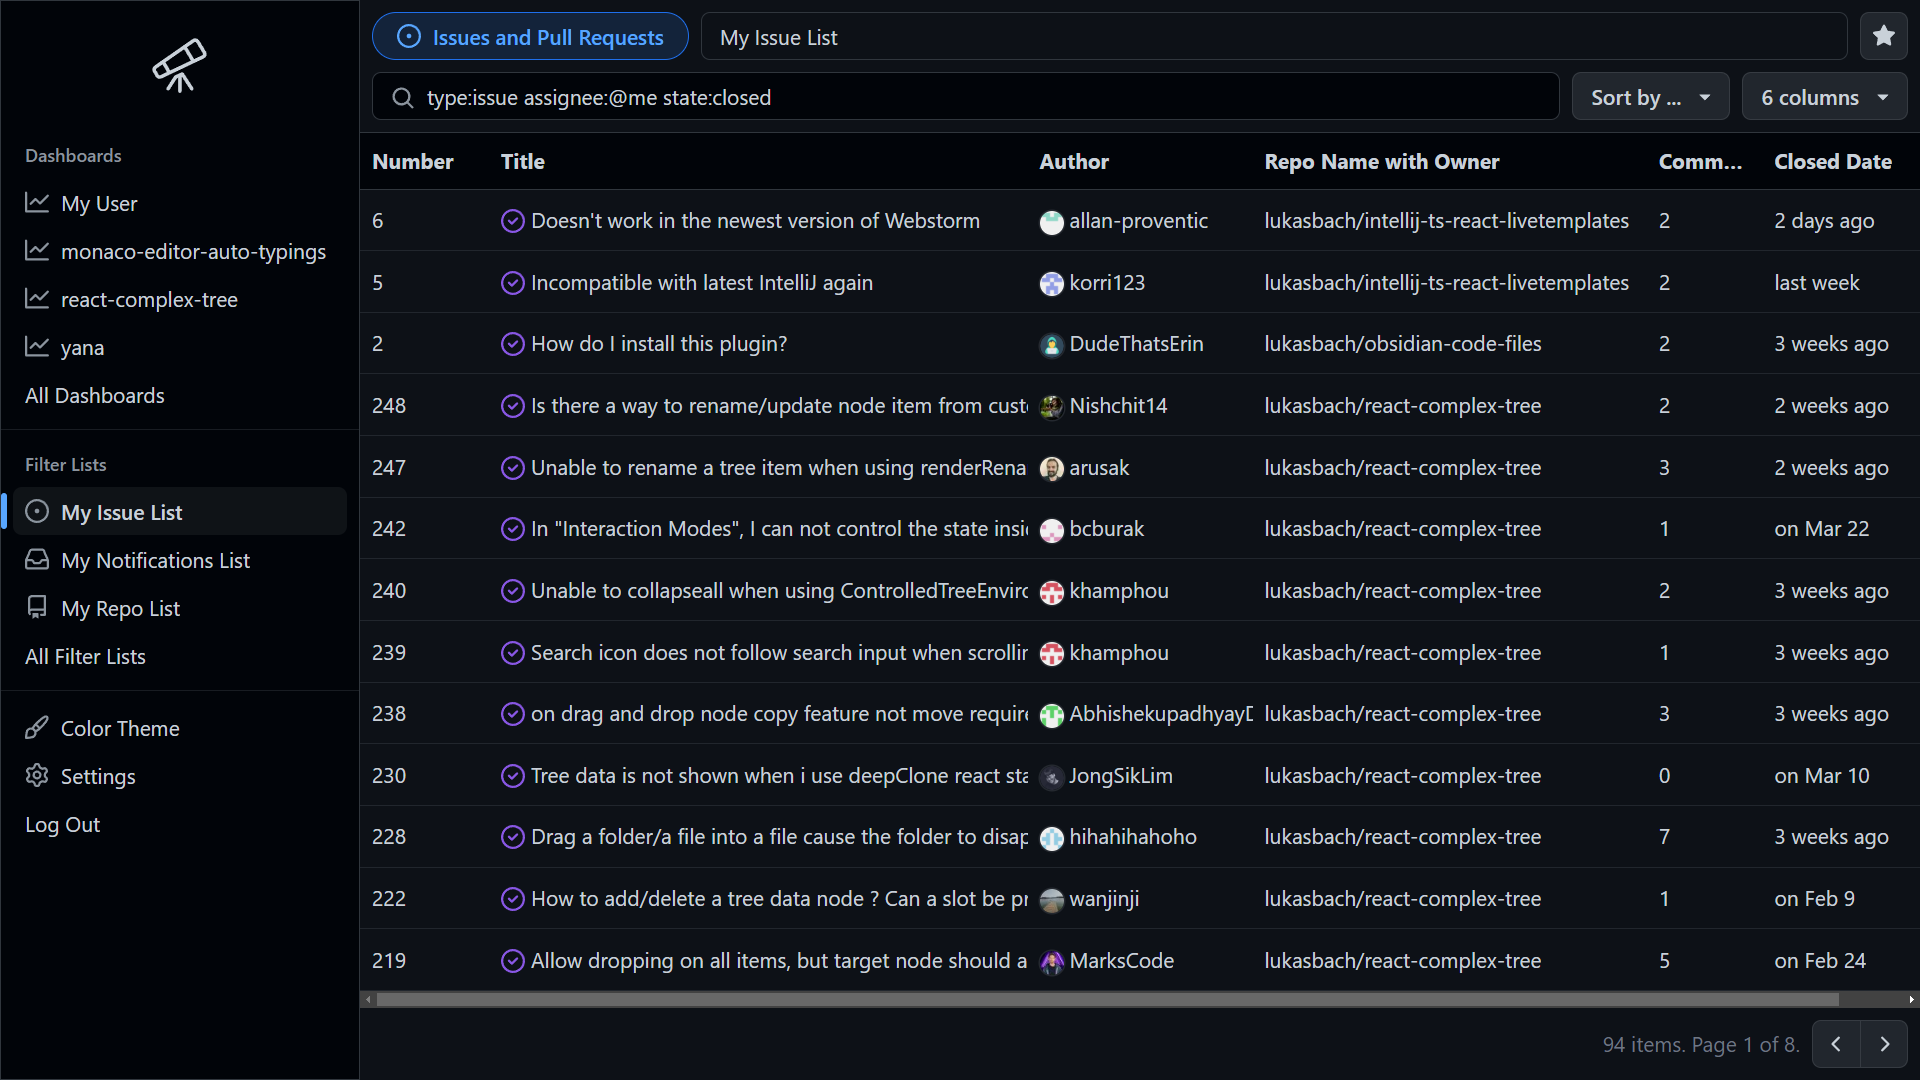 Issues and Pull Requests
My Issue List
type:issue assignee:@me state:closed
Sort by ...
6 columns
Dashboards
My User
monaco-editor-auto-typings
react-complex-tree
yana
All Dashboards
Filter Lists
My Issue List
My Notifications List
My Repo List
All Filter Lists
Color Theme
Settings
Log Out
Number Title Author Repo Name with Owner Comm... Closed Date
6 Doesn't work in the newest version of Webstorm allan-proventic lukasbach/intellij-ts-react-livetemplates 2 2 days ago
5 Incompatible with latest IntelliJ again korri123 lukasbach/intellij-ts-react-livetemplates 2 last week
2 How do I install this plugin? DudeThatsErin lukasbach/obsidian-code-files 2 3 weeks ago
248 Is there a way to rename/update node item from cust Nishchit14 lukasbach/react-complex-tree 2 2 weeks ago
247 Unable to rename a tree item when using renderRena arusak lukasbach/react-complex-tree 3 2 weeks ago
242 In "Interaction Modes", I can not control the state insi bcburak lukasbach/react-complex-tree 1 on Mar 22
240 Unable to collapseall when using ControlledTreeEnviro khamphou lukasbach/react-complex-tree 2 3 weeks ago
239 Search icon does not follow search input when scrollin khamphou lukasbach/react-complex-tree 1 3 weeks ago
238 on drag and drop node copy feature not move require AbhishekupadhyayD lukasbach/react-complex-tree 3 3 weeks ago
230 Tree data is not shown when i use deepClone react sta JongSikLim lukasbach/react-complex-tree 0 on Mar 10
228 Drag a folder/a file into a file cause the folder to disap hihahihahoho lukasbach/react-complex-tree 7 3 weeks ago
222 How to add/delete a tree data node ? Can a slot be pr wanjinji lukasbach/react-complex-tree 1 on Feb 9
219 Allow dropping on all items, but target node should a MarksCode lukasbach/react-complex-tree 5 on Feb 24
94 items. Page 1 of 8.